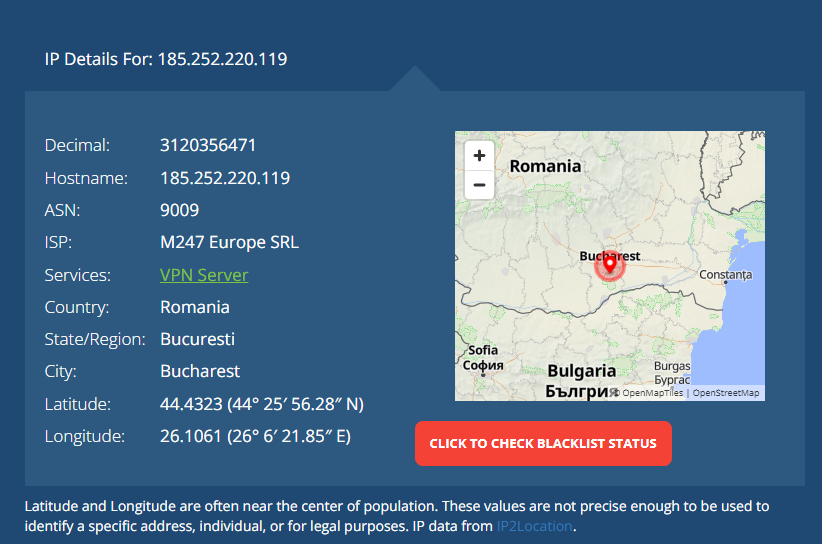 IP Details For: 185.252.220.119
Decimal: 3120356471
Hostname: 185.252.220.119
ASN: 9009
ISP: M247 Europe SRL
Services: VPN Server
Country: Romania
State/Region: Bucuresti
City: Bucharest
Latitude: 44.4323 (44° 25′ 56.28″ N)
Longitude: 26.1061 (26° 6′ 21.85″ E)
+
−
Romania
Bucharest
Constanța
Sofia
София
Bulgaria
България
Burgas
Бургас
© OpenMapTiles | OpenStreetMap
CLICK TO CHECK BLACKLIST STATUS
Latitude and Longitude are often near the center of population. These values are not precise enough to be used to
identify a specific address, individual, or for legal purposes. IP data from IP2Location.